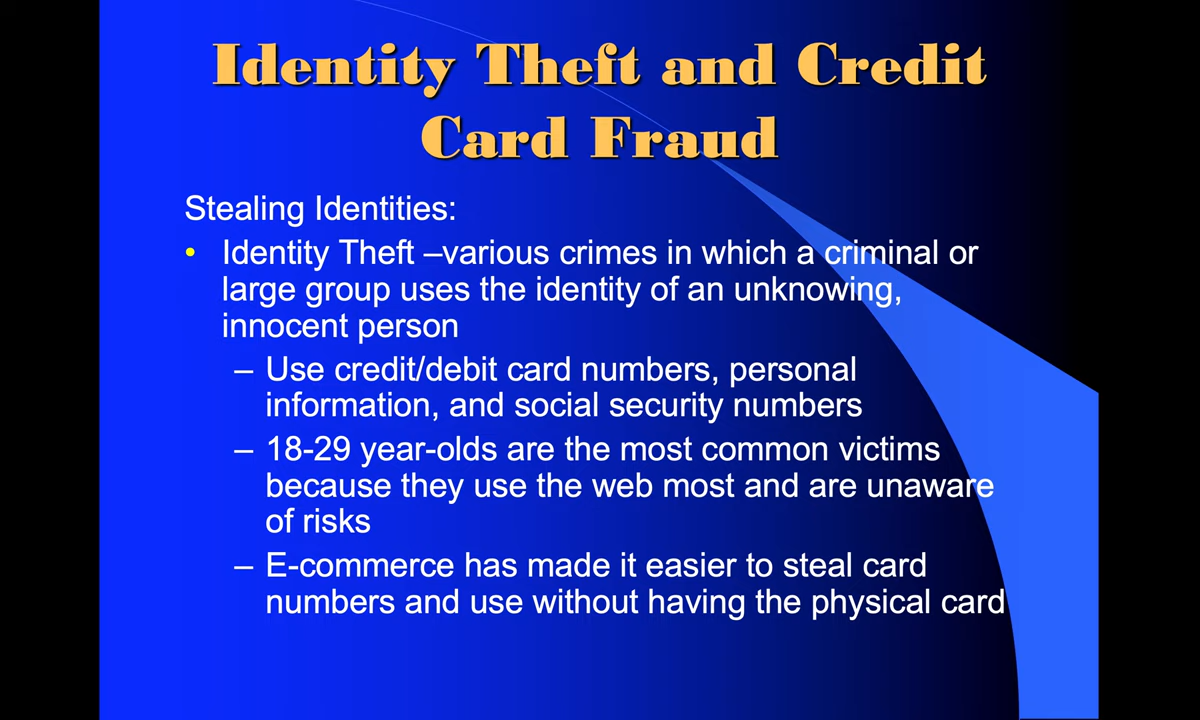 Identity Theft and Credit
Card Fraud
Stealing Identities:
• Identity Theft –various crimes in which a criminal or
large group uses the identity of an unknowing,
innocent person
– Use credit/debit card numbers, personal
information, and social security numbers
– 18-29 year-olds are the most common victims
because they use the web most and are unaware
of risks
– E-commerce has made it easier to steal card
numbers and use without having the physical card